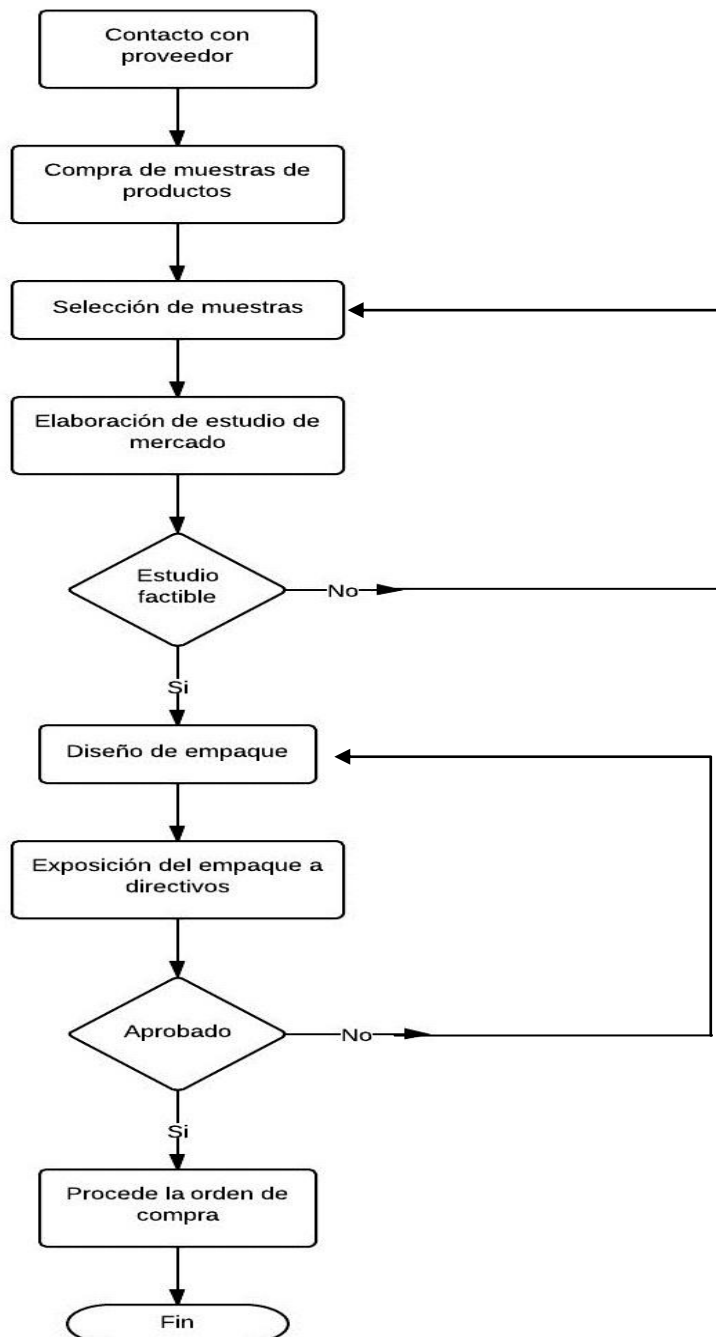 Contacto con
proveedor
Compra de muestras de
productos
Selección de muestras
Elaboración de estudio de
mercado
Estudio
factible
No
Si
Diseño de empaque
Exposición del empaque a
directivos
Aprobado
No
Si
Procede la orden de
compra
Fin